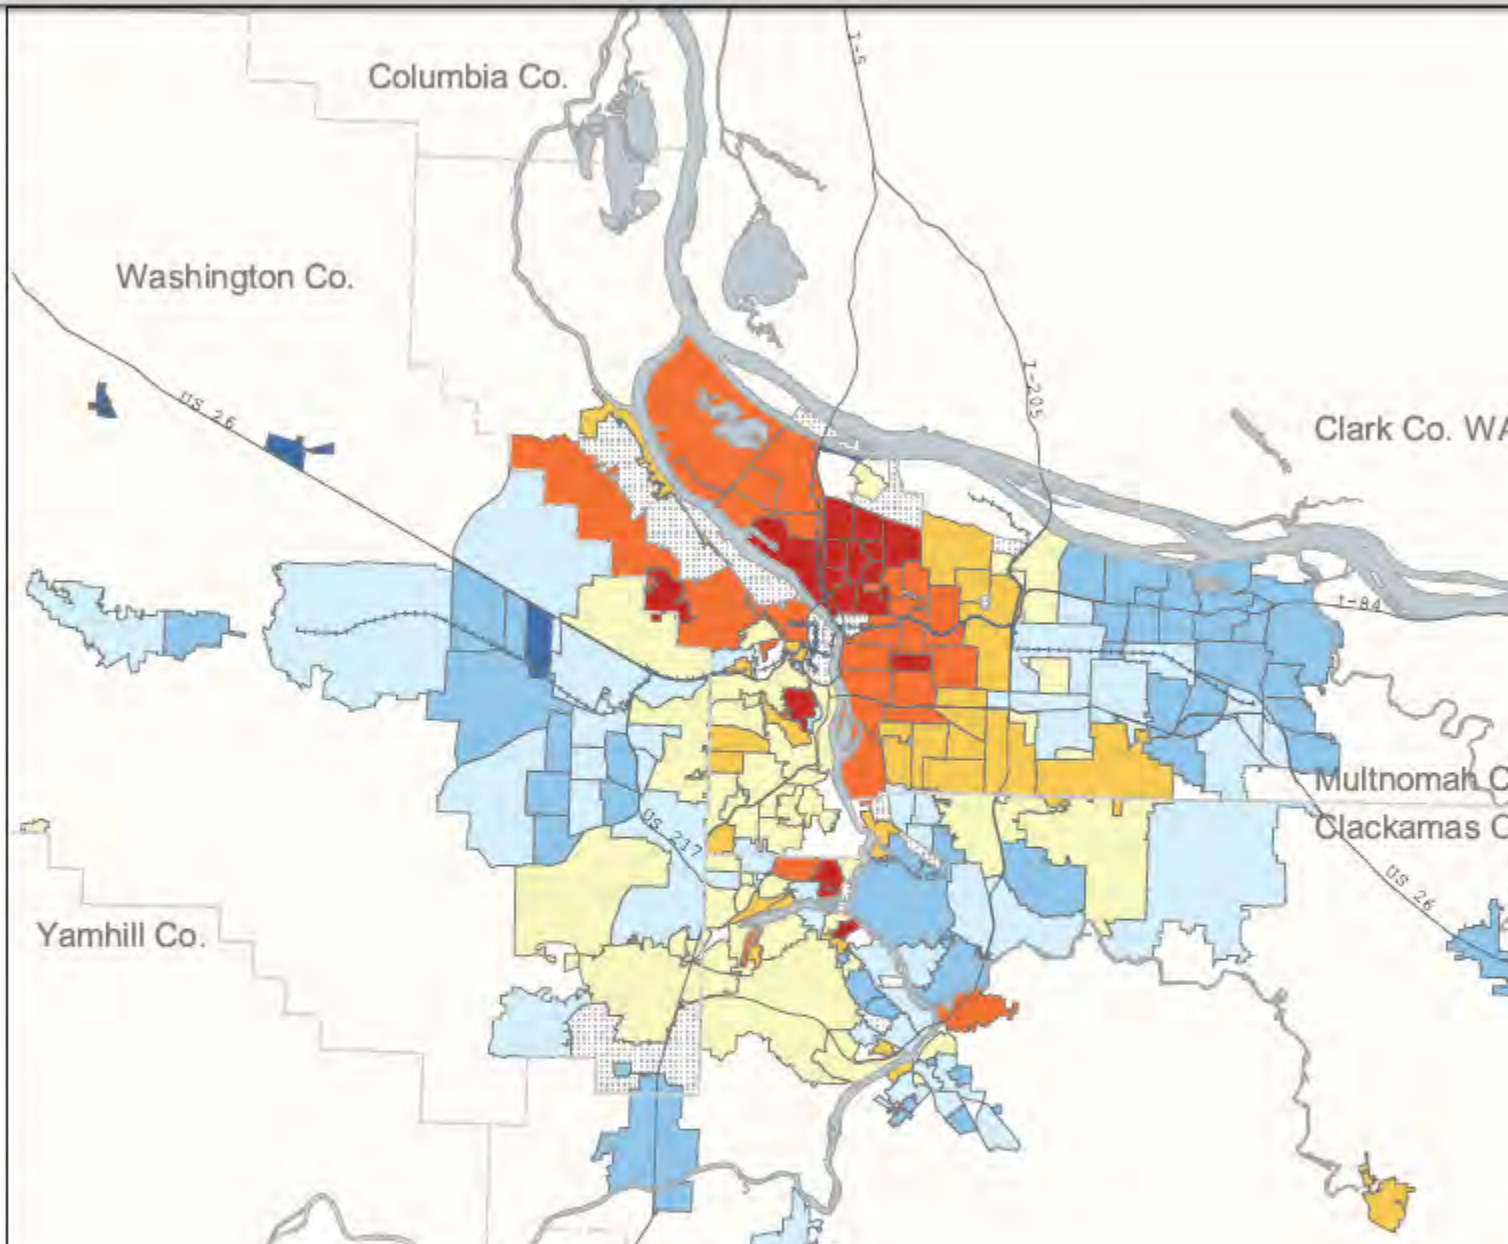 I-5
Columbia Co.
Washington Co.
US 26
I-205
Clark Co. WA
I-84
Multnomah C
Clackamas C
US 217
US 26
Yamhill Co.